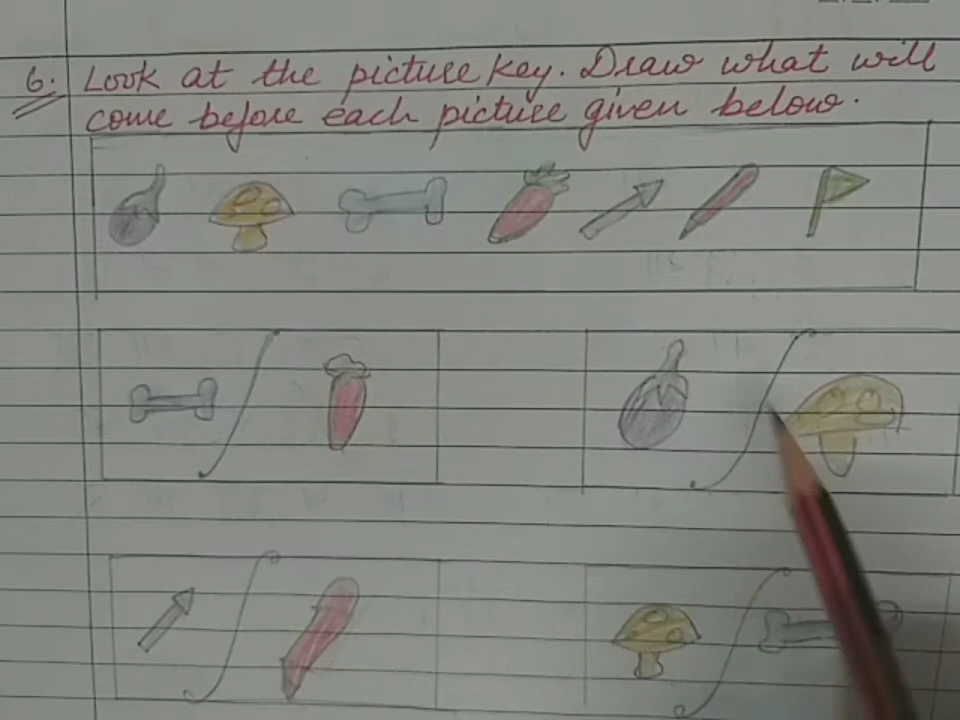 6. Look at the picture key. Draw what will
come before each picture given below.